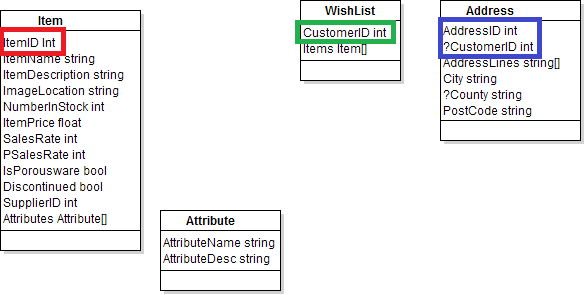 Item
ItemID Int
ItemName string
ItemDescription string
ImageLocation string
NumberInStock int
ItemPrice float
SalesRate int
PSalesRate int
IsPorousware bool
Discontinued bool
SupplierID int
Attributes Attribute[]
Attribute
AttributeName string
AttributeDesc string
WishList
CustomerID int
Items Item[]
Address
AddressID int
?CustomerID int
AddressLines string[]
City string
?County string
PostCode string